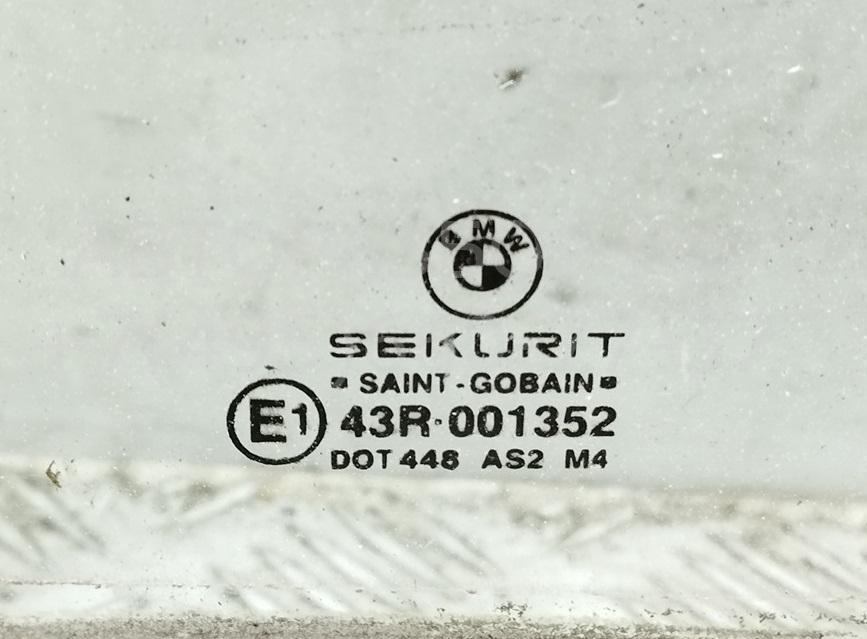 BMW
SEKURIT
SAINT-GOBAIN
E1 43R-001352
DOT 448 AS2 M4